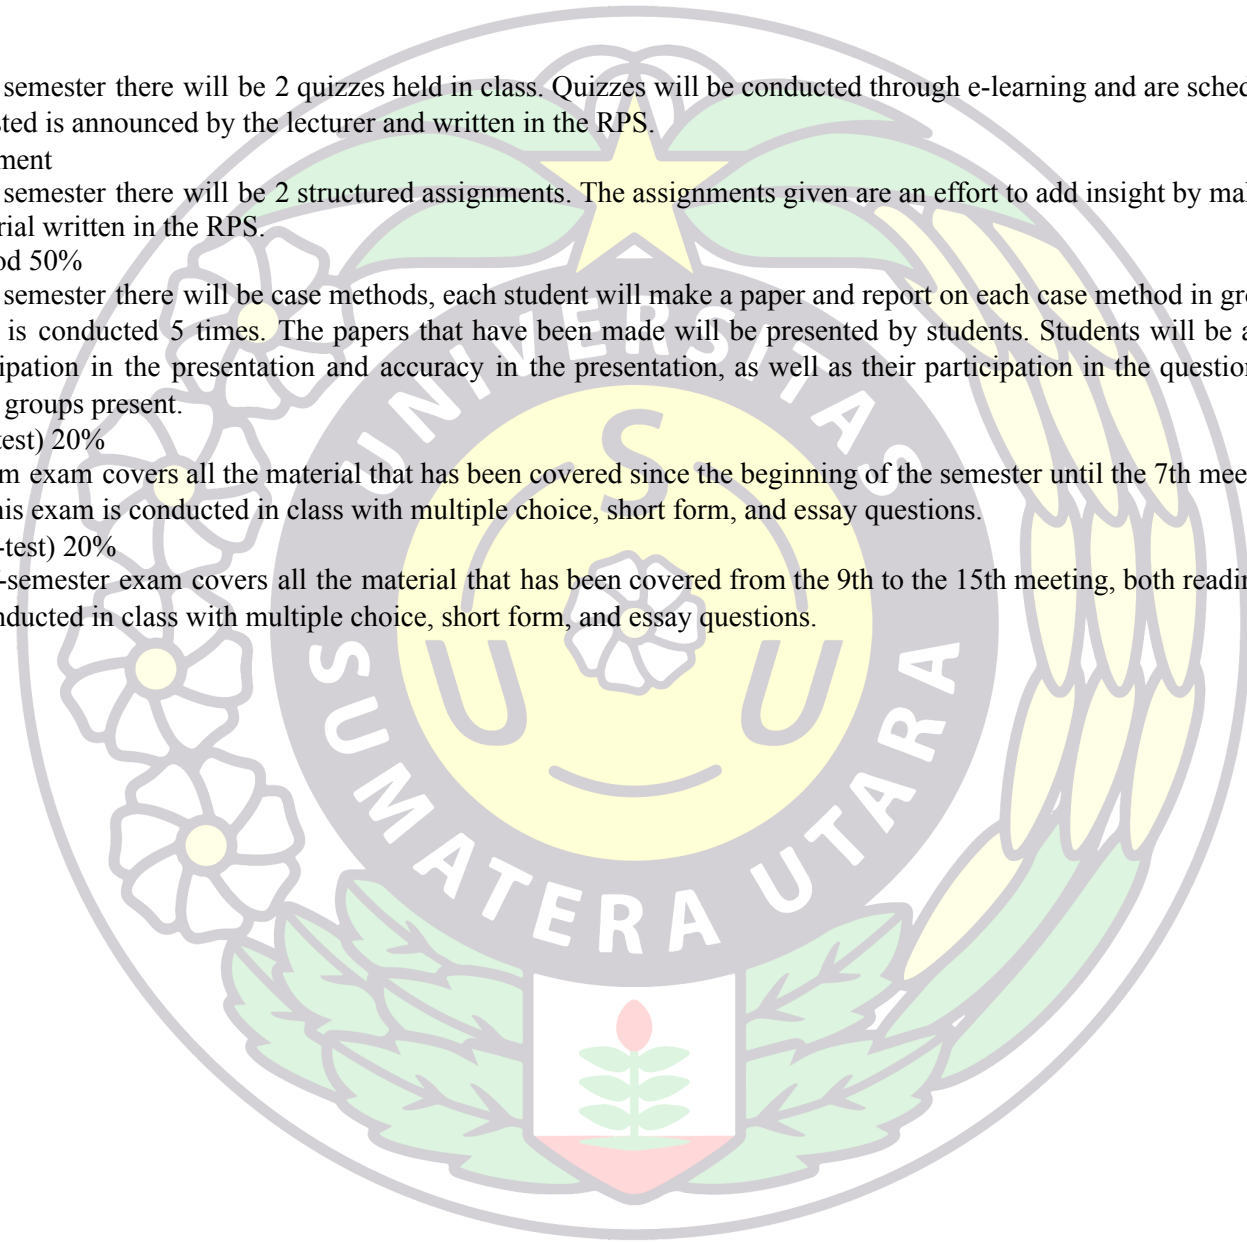 semester there will be 2 quizzes held in class. Quizzes will be conducted through e-learning and are sched
sted is announced by the lecturer and written in the RPS.
ment
semester there will be 2 structured assignments. The assignments given are an effort to add insight by mal
rial written in the RPS.
od 50%
semester there will be case methods, each student will make a paper and report on each case method in gro
is conducted 5 times. The papers that have been made will be presented by students. Students will be a
ipation in the presentation and accuracy in the presentation, as well as their participation in the question
groups present.
test) 20%
m exam covers all the material that has been covered since the beginning of the semester until the 7th mee
his exam is conducted in class with multiple choice, short form, and essay questions.
-test) 20%
f-semester exam covers all the material that has been covered from the 9th to the 15th meeting, both readin
nducted in class with multiple choice, short form, and essay questions.
UNIVERSITAS
SUMATERA UTARA
S
U U